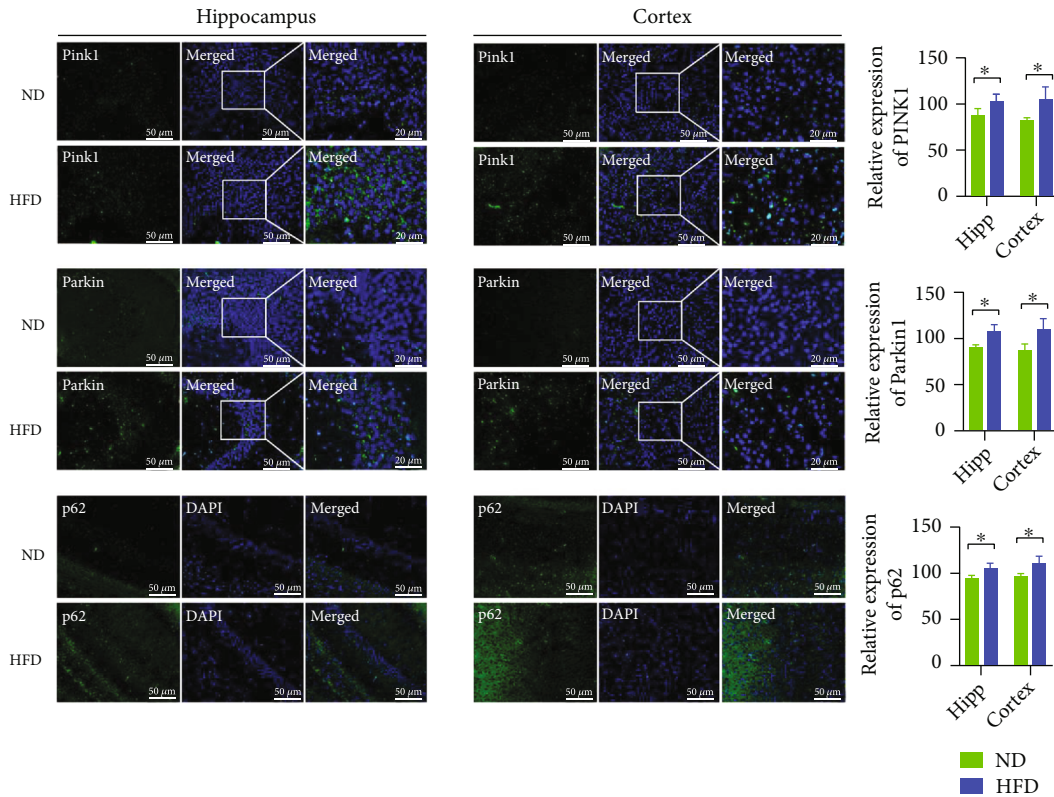 Hippocampus
Cortex
ND
Pink1
50 µm
Merged
50 µm
Merged
20 µm
Pink1
50 µm
Merged
50 µm
Merged
20 µm
HFD
Pink1
50 µm
Merged
50 µm
Merged
20 µm
Pink1
50 µm
Merged
50 µm
Merged
20 µm
ND
Parkin
50 µm
Merged
50 µm
Merged
20 µm
Parkin
50 µm
Merged
50 µm
Merged
20 µm
HFD
Parkin
50 µm
Merged
50 µm
Merged
20 µm
Parkin
50 µm
Merged
50 µm
Merged
20 µm
ND
p62
50 µm
DAPI
50 µm
Merged
50 µm
p62
50 µm
DAPI
50 µm
Merged
50 µm
HFD
p62
50 µm
DAPI
50 µm
Merged
50 µm
p62
50 µm
DAPI
50 µm
Merged
50 µm
Relative expression
of PINK1
150
100
50
0
*
*
Hipp
Cortex
Relative expression
of Parkin1
150
100
50
0
*
*
Hipp
Cortex
Relative expression
of p62
150
100
50
0
*
*
Hipp
Cortex
ND
HFD